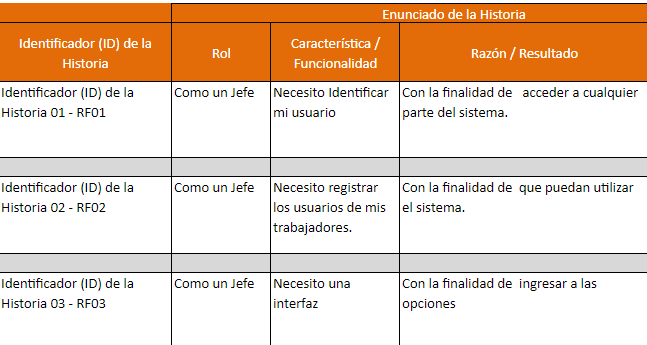 Enunciado de la Historia
Identificador (ID) de la
Historia
Rol
Característica /
Funcionalidad
Razón / Resultado
Identificador (ID) de la
Historia 01 - RF01
Como un Jefe
Necesito Identificar
mi usuario
Con la finalidad de acceder a cualquier
parte del sistema.
Identificador (ID) de la
Historia 02 - RF02
Como un Jefe
Necesito registrar
los usuarios de mis
trabajadores.
Con la finalidad de que puedan utilizar
el sistema.
Identificador (ID) de la
Historia 03 - RF03
Como un Jefe
Necesito una
interfaz
Con la finalidad de ingresar a las
opciones